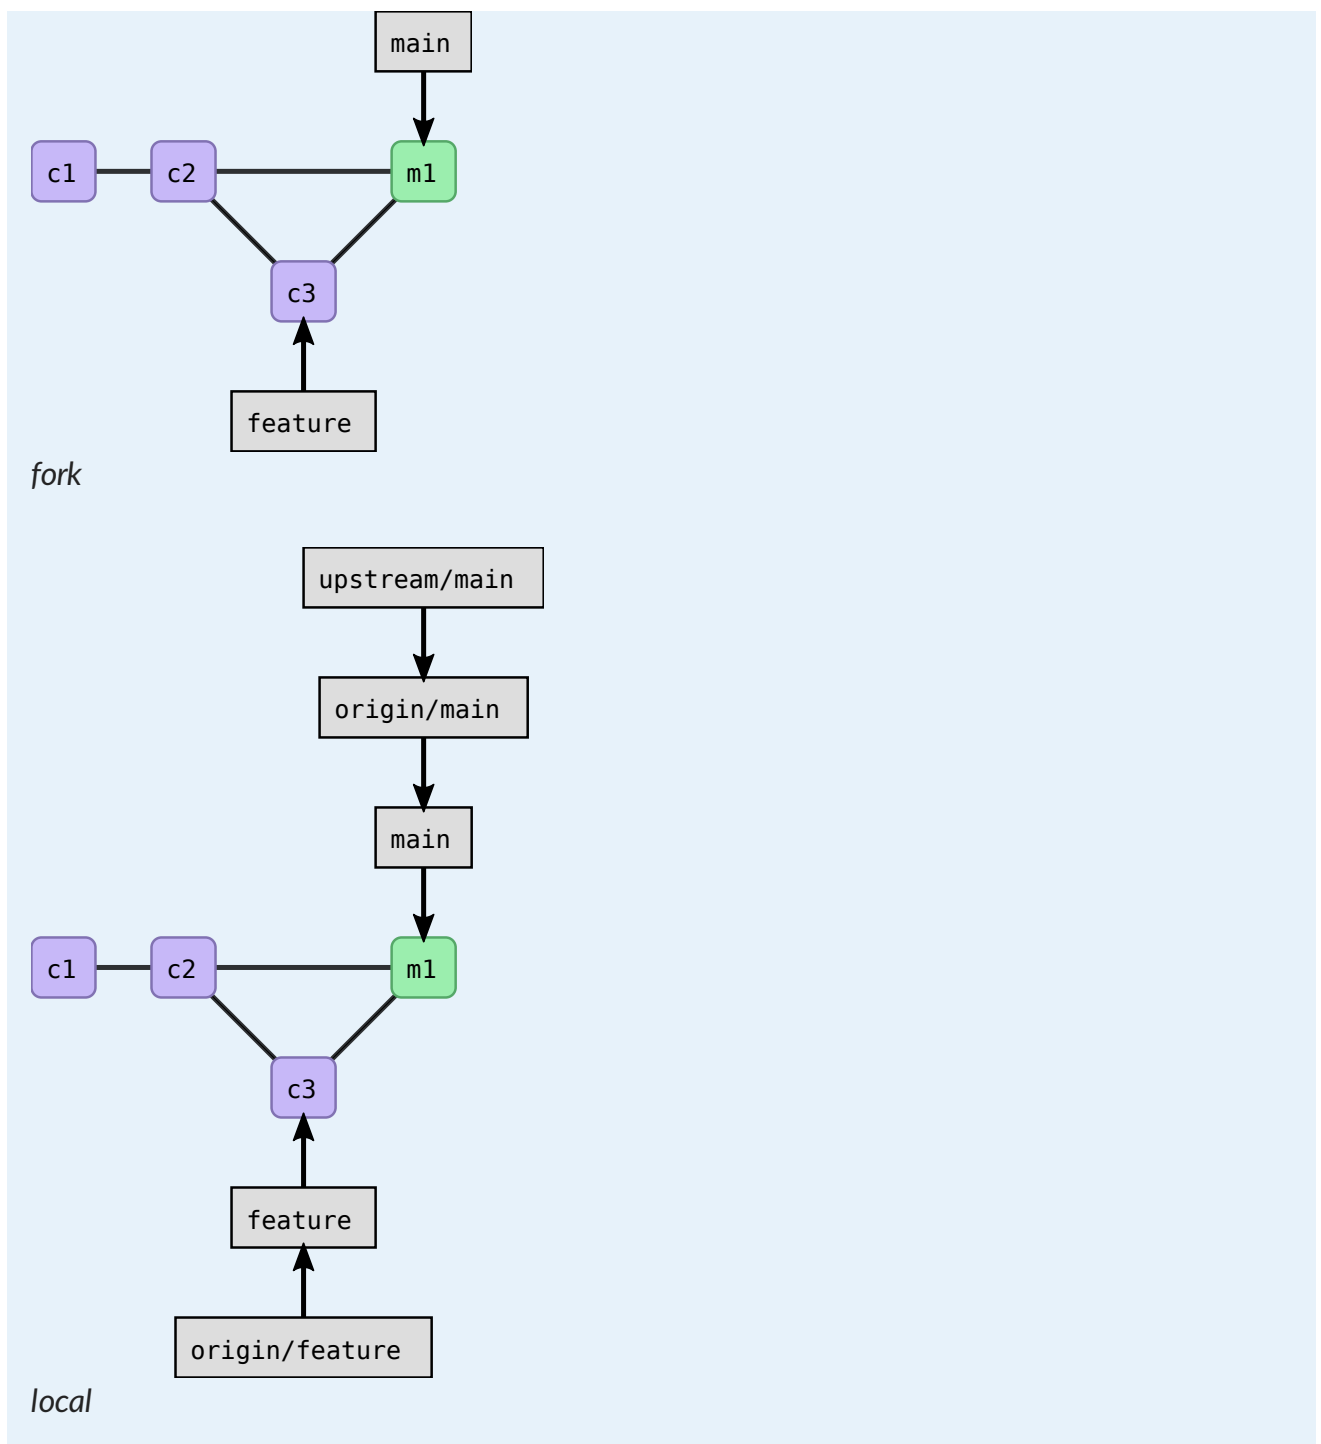 main
c1 c2 m1
c3
feature
fork
upstream/main
origin/main
main
c1 c2 m1
c3
feature
origin/feature
local